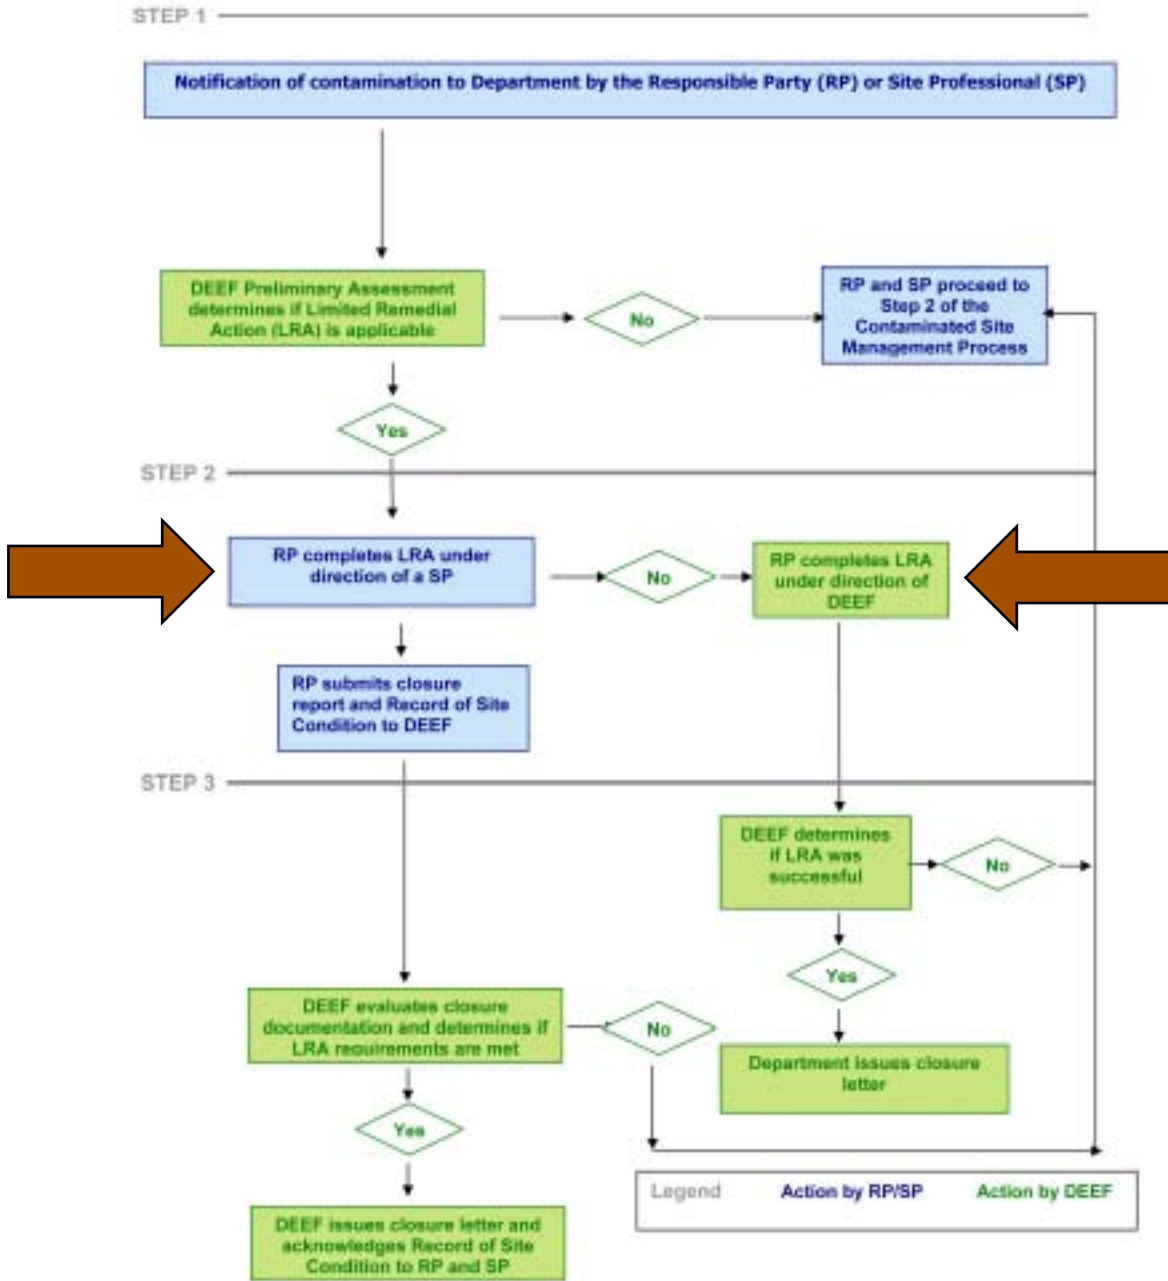 STEP 1
Notification of contamination to Department by the Responsible Party (RP) or Site Professional (SP)
DEEF Preliminary Assessment
determines if Limited Remedial
Action (LRA) is applicable
No
RP and SP proceed to
Step 2 of the
Contaminated Site
Management Process
Yes
STEP 2
RP completes LRA under
direction of a SP
No
RP completes LRA
under direction of
DEEF
RP submits closure
report and Record of Site
Condition to DEEF
STEP 3
DEEF determines
if LRA was
successful
No
Yes
DEEF evaluates closure
documentation and determines if
LRA requirements are met
No
Department issues closure
letter
Yes
Legend
Action by RP/SP
Action by DEEF
DEEF issues closure letter and
acknowledges Record of Site
Condition to RP and SP